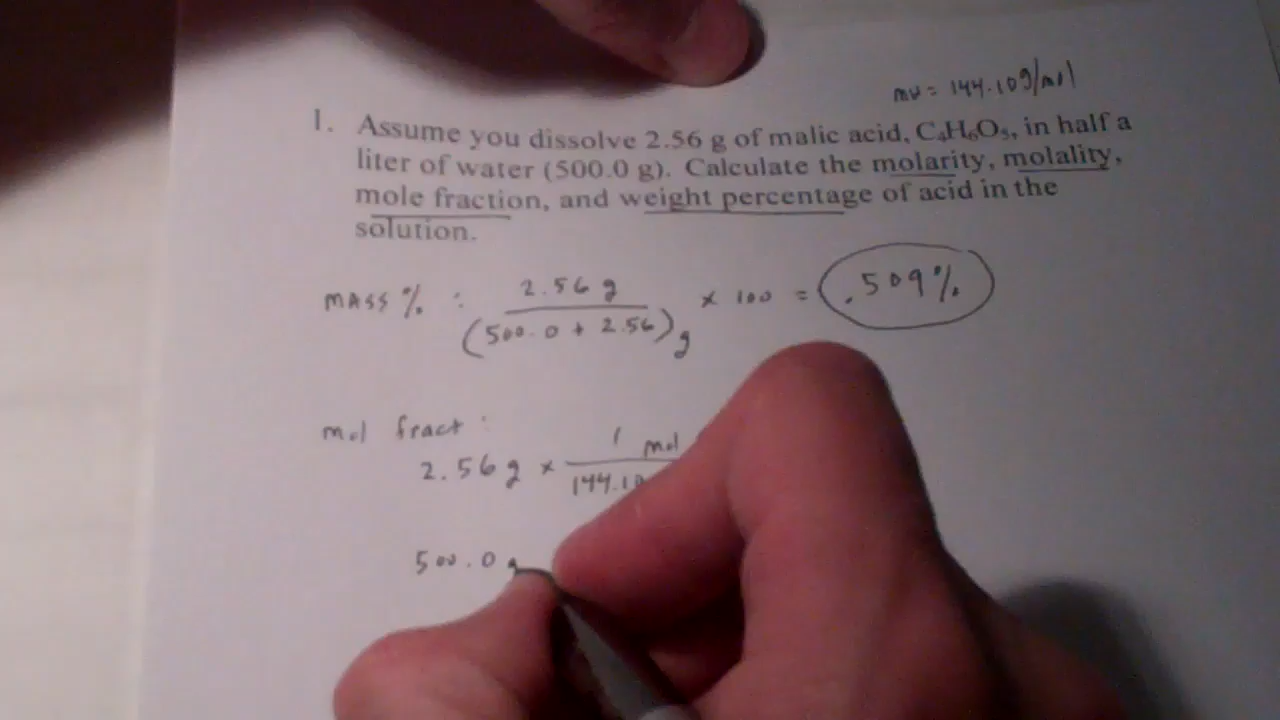 mw = 144.10g/mol
1. Assume you dissolve 2.56 g of malic acid, C₄H₆O₅, in half a
liter of water (500.0 g). Calculate the molarity, molality,
mole fraction, and weight percentage of acid in the
solution.
MASS % : 2.56 g / (500.0 + 2.56) g × 100 = .509%
mol fract :
2.56 g × 1 mol / 144.10
500.0 g